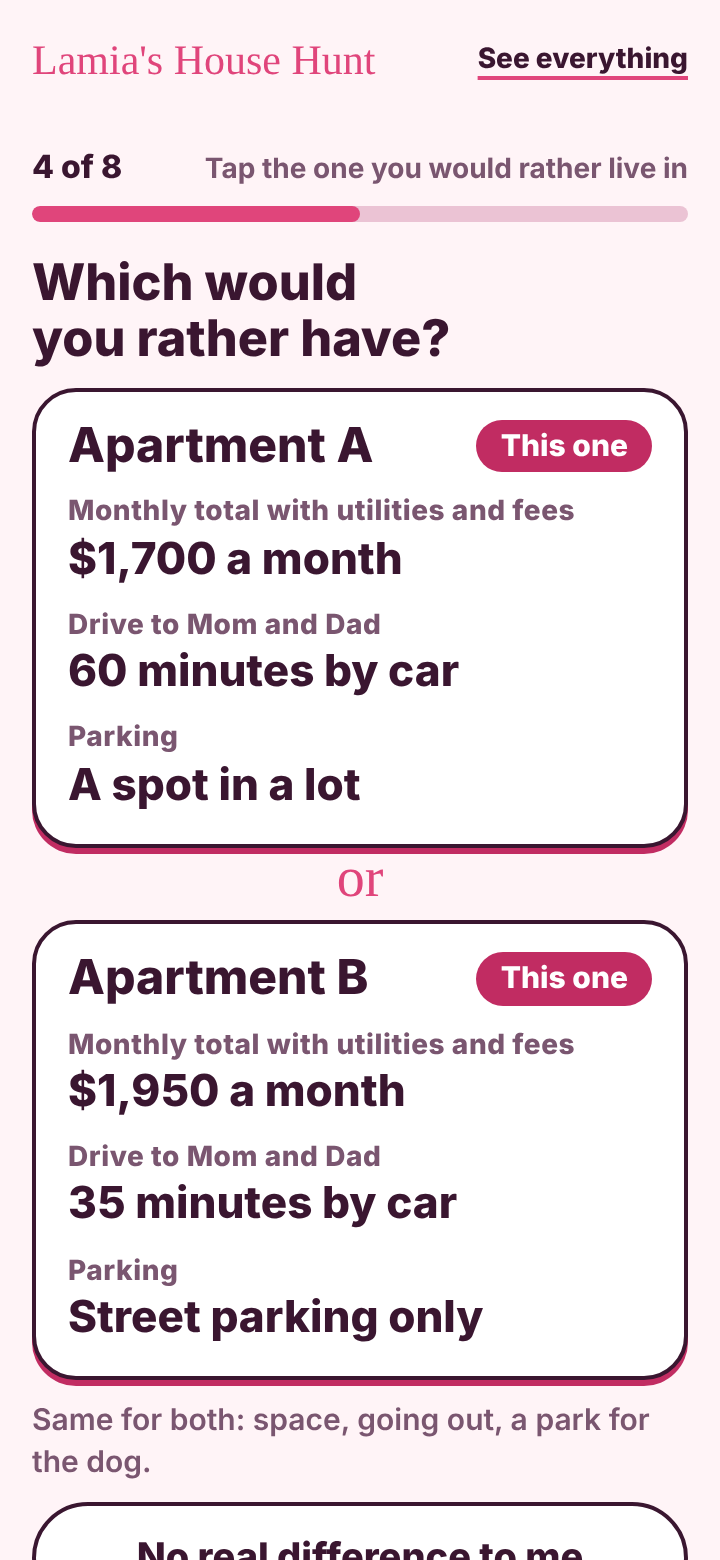 Lamia's House Hunt
See everything
4 of 8
Tap the one you would rather live in
Which would
you rather have?
Apartment A
This one
Monthly total with utilities and fees
$1,700 a month
Drive to Mom and Dad
60 minutes by car
Parking
A spot in a lot
or
Apartment B
This one
Monthly total with utilities and fees
$1,950 a month
Drive to Mom and Dad
35 minutes by car
Parking
Street parking only
Same for both: space, going out, a park for
the dog.
No real difference to me